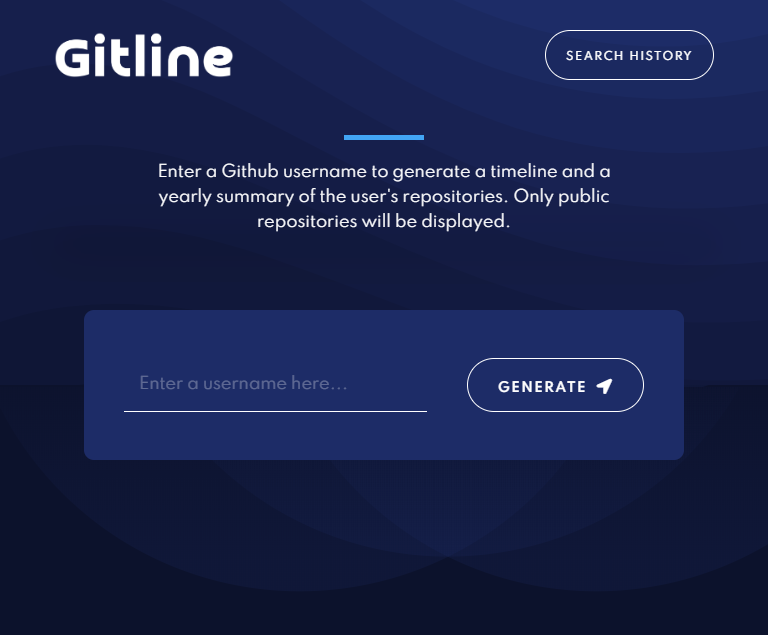 Gitline
SEARCH HISTORY
Enter a Github username to generate a timeline and a
yearly summary of the user's repositories. Only public
repositories will be displayed.
Enter a username here...
GENERATE